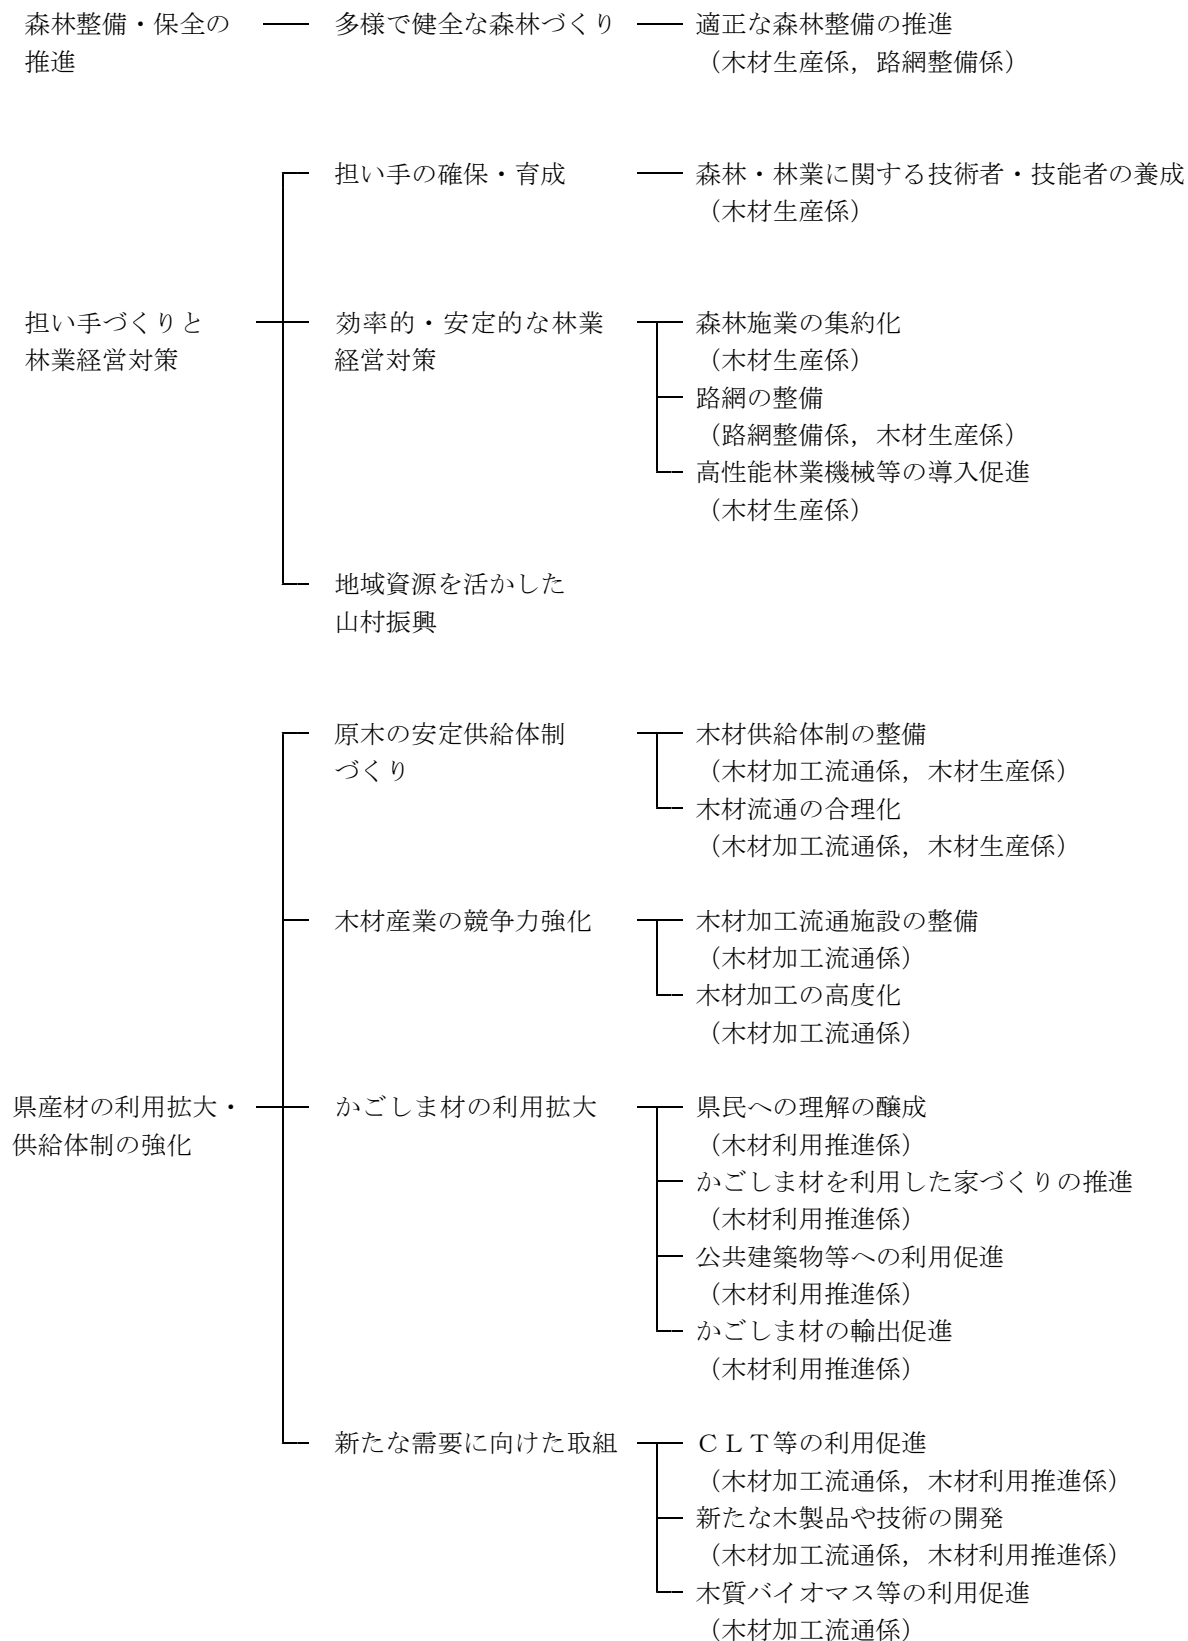 森林整備・保全の推進
多様で健全な森林づくり
適正な森林整備の推進
（木材生産係，路網整備係）
担い手づくりと
林業経営対策
担い手の確保・育成
森林・林業に関する技術者・技能者の養成
（木材生産係）
効率的・安定的な林業
経営対策
森林施業の集約化
（木材生産係）
路網の整備
（路網整備係，木材生産係）
高性能林業機械等の導入促進
（木材生産係）
地域資源を活かした
山村振興
県産材の利用拡大・
供給体制の強化
原木の安定供給体制
づくり
木材供給体制の整備
（木材加工流通係，木材生産係）
木材流通の合理化
（木材加工流通係，木材生産係）
木材産業の競争力強化
木材加工流通施設の整備
（木材加工流通係）
木材加工の高度化
（木材加工流通係）
かごしま材の利用拡大
県民への理解の醸成
（木材利用推進係）
かごしま材を利用した家づくりの推進
（木材利用推進係）
公共建築物等への利用促進
（木材利用推進係）
かごしま材の輸出促進
（木材利用推進係）
新たな需要に向けた取組
ＣＬＴ等の利用促進
（木材加工流通係，木材利用推進係）
新たな木製品や技術の開発
（木材加工流通係，木材利用推進係）
木質バイオマス等の利用促進
（木材加工流通係）